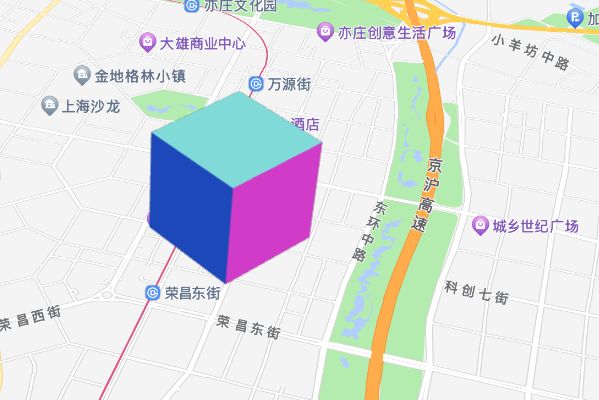 亦庄文化园
加
大雄商业中心
亦庄创意生活广场
小羊坊中路
金地格林小镇
万源街
上海沙龙
酒店
京沪高速
东环中路
城乡世纪广场
荣昌东街
科创七街
荣昌西街
荣昌东街